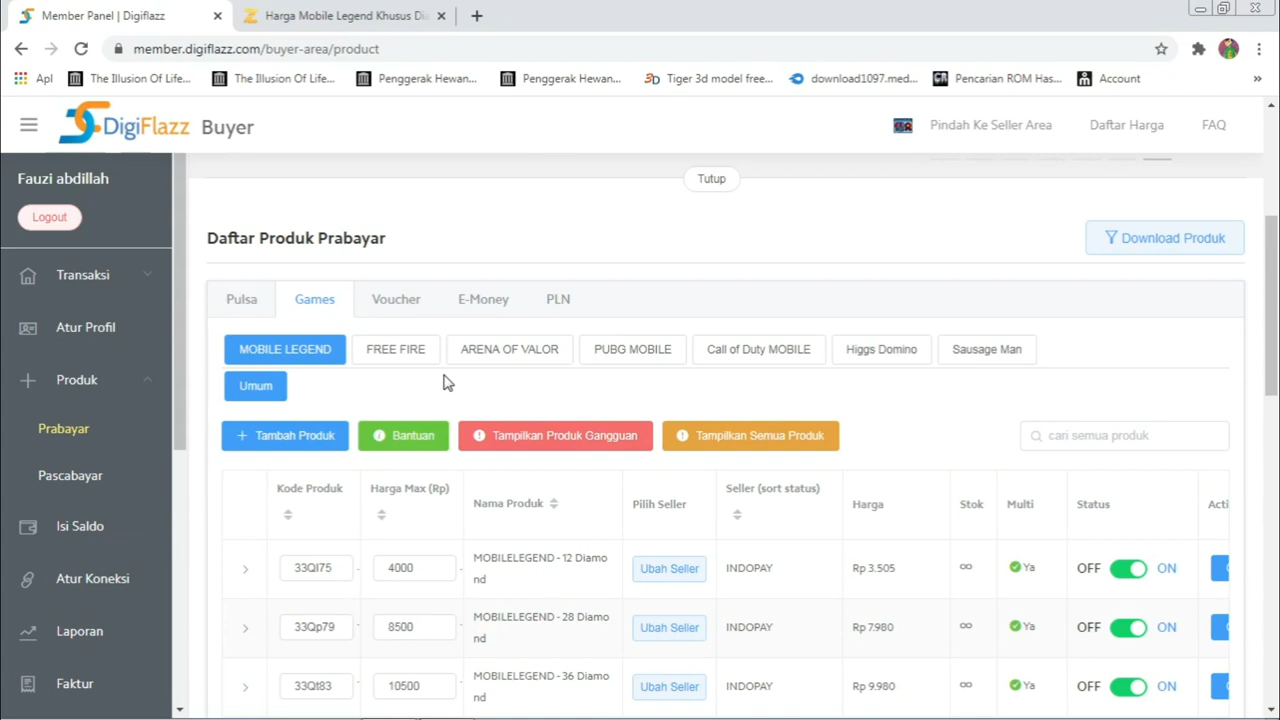 Member Panel | Digiflazz
Harga Mobile Legend Khusus Dia
member.digiflazz.com/buyer-area/product
Apl
The Illusion Of Life...
The Illusion Of Life...
Penggerak Hewan...
Penggerak Hewan...
Tiger 3d model free...
download1097.med...
Pencarian ROM Has...
Account
»
DigiFlazz Buyer
Pindah Ke Seller Area
Daftar Harga
FAQ
Fauzi abdillah
Logout
Transaksi
Atur Profil
Produk
Prabayar
Pascabayar
Isi Saldo
Atur Koneksi
Laporan
Faktur
Tutup
Daftar Produk Prabayar
Download Produk
Pulsa Games Voucher E-Money PLN
MOBILE LEGEND FREE FIRE ARENA OF VALOR PUBG MOBILE Call of Duty MOBILE Higgs Domino Sausage Man
Umum
+ Tambah Produk Bantuan Tampilkan Produk Gangguan Tampilkan Semua Produk cari semua produk
Kode Produk Harga Max (Rp) Nama Produk Pilih Seller Seller (sort status) Harga Stok Multi Status Acti
33Ql75 - 4000 - MOBILELEGEND - 12 Diamo
nd
Ubah Seller INDOPAY Rp 3.505 ∞ Ya OFF ON
33Qp79 - 8500 - MOBILELEGEND - 28 Diamo
nd
Ubah Seller INDOPAY Rp 7.980 ∞ Ya OFF ON
33Qt83 - 10500 - MOBILELEGEND - 36 Diamo
nd
Ubah Seller INDOPAY Rp 9.980 ∞ Ya OFF ON